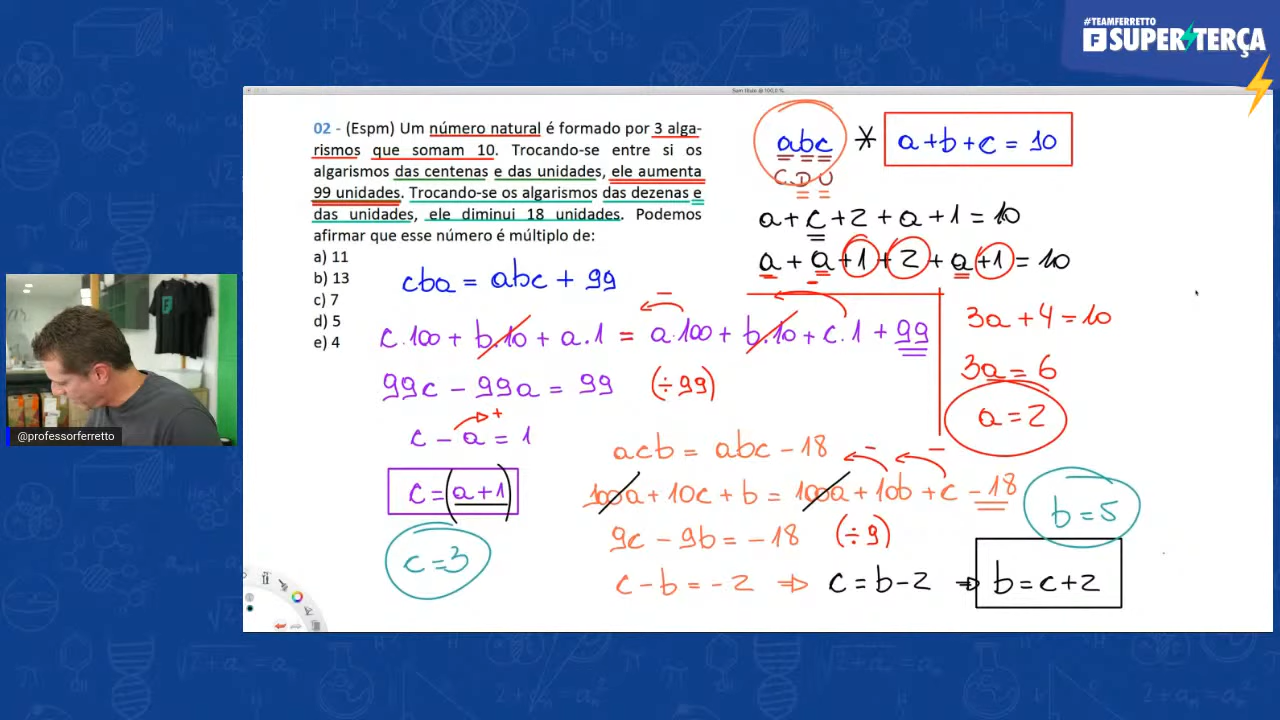 #TEAMFERRETTO
F SUPER TERÇA
Sem título @ 100,0 %
02 - (Espm) Um número natural é formado por 3 alga-
rismos que somam 10. Trocando-se entre si os
algarismos das centenas e das unidades, ele aumenta
99 unidades. Trocando-se os algarismos das dezenas e
das unidades, ele diminui 18 unidades. Podemos
afirmar que esse número é múltiplo de:
a) 11
b) 13
c) 7
d) 5
e) 4
abc * a+b+c = 10
C D U
a + c + 2 + a + 1 = 10
a + a + 1 + 2 + a + 1 = 10
3a + 4 = 10
3a = 6
a = 2
cba = abc + 99
c.100 + b.10 + a.1 = a.100 + b.10 + c.1 + 99
99c - 99a = 99 (÷99)
c - a = 1
c = (a+1)
c = 3
acb = abc - 18
100a + 10c + b = 100a + 10b + c - 18
9c - 9b = -18 (÷9)
c - b = -2 ⇒ c = b - 2 ⇒ b = c + 2
b = 5
F
@professorferretto